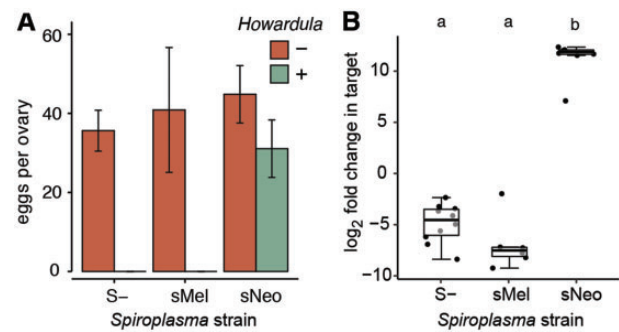 A
Howardula
−
+
60
40
20
0
eggs per ovary
S−
sMel
sNeo
Spiroplasma strain
B
a
a
b
10
5
0
−5
−10
log2 fold change in target
S−
sMel
sNeo
Spiroplasma strain